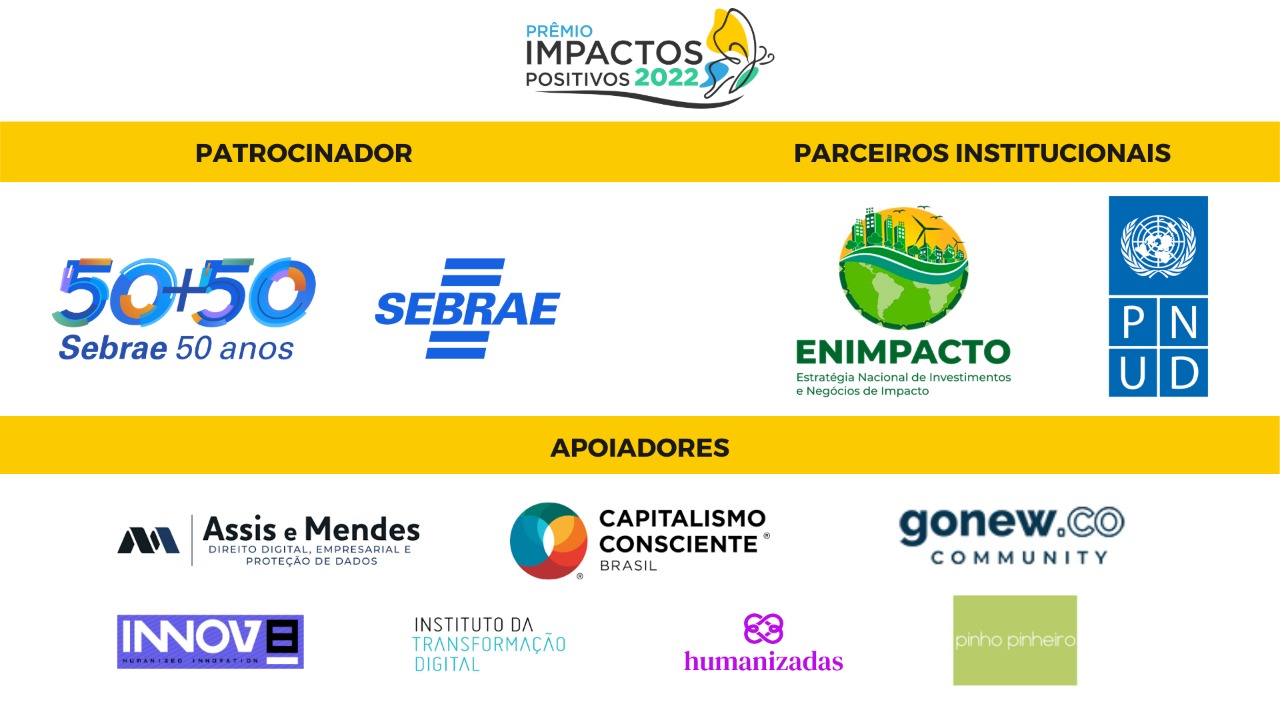 PRÊMIO
IMPACTOS
POSITIVOS 2022
PATROCINADOR
PARCEIROS INSTITUCIONAIS
50+50
Sebrae 50 anos
SEBRAE
ENIMPACTO
Estratégia Nacional de Investimentos
e Negócios de Impacto
P N
U D
APOIADORES
Assis e Mendes
DIREITO DIGITAL, EMPRESARIAL E
PROTEÇÃO DE DADOS
CAPITALISMO
CONSCIENTE ®
BRASIL
®
gonew.CO
COMMUNITY
INNOV8
HUMANIZED INNOVATION
INSTITUTO DA
TRANSFORMAÇÃO
DIGITAL
humanizadas
pinho pinheiro